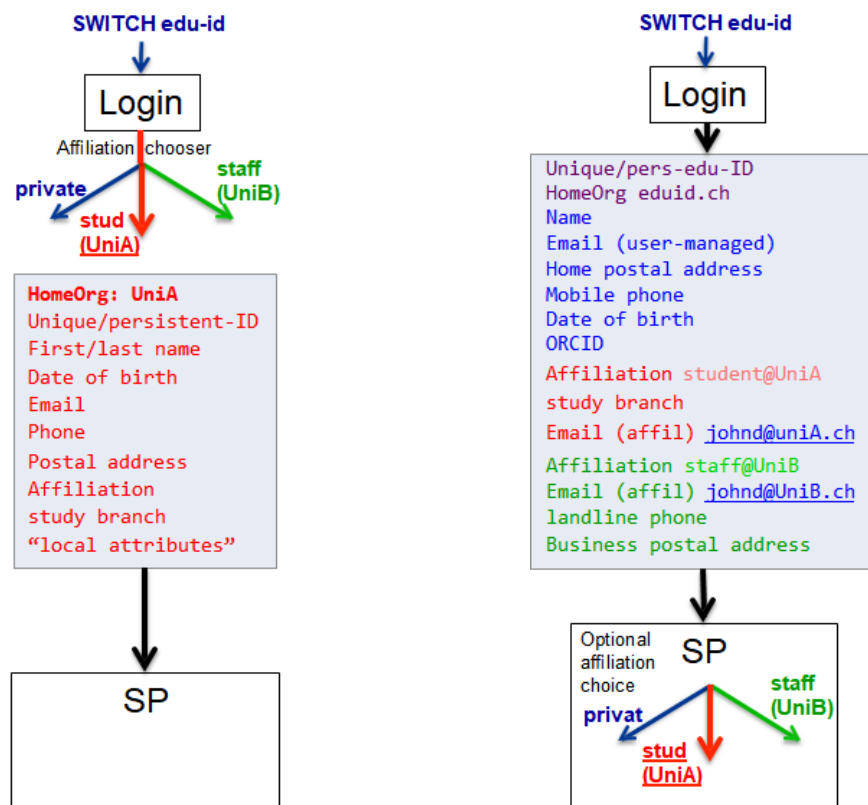 SWITCH edu-id
Login
Affiliation chooser
private
staff
(UniB)
stud
(UniA)
HomeOrg: UniA
Unique/persistent-ID
First/last name
Date of birth
Email
Phone
Postal address
Affiliation
study branch
“local attributes”
SP
SWITCH edu-id
Login
Unique/pers-edu-ID
HomeOrg eduid.ch
Name
Email (user-managed)
Home postal address
Mobile phone
Date of birth
ORCID
Affiliation student@UniA
study branch
Email (affil) johnd@uniA.ch
Affiliation staff@UniB
Email (affil) johnd@UniB.ch
landline phone
Business postal address
Optional
affiliation
choice
SP
privat
staff
(UniB)
stud
(UniA)